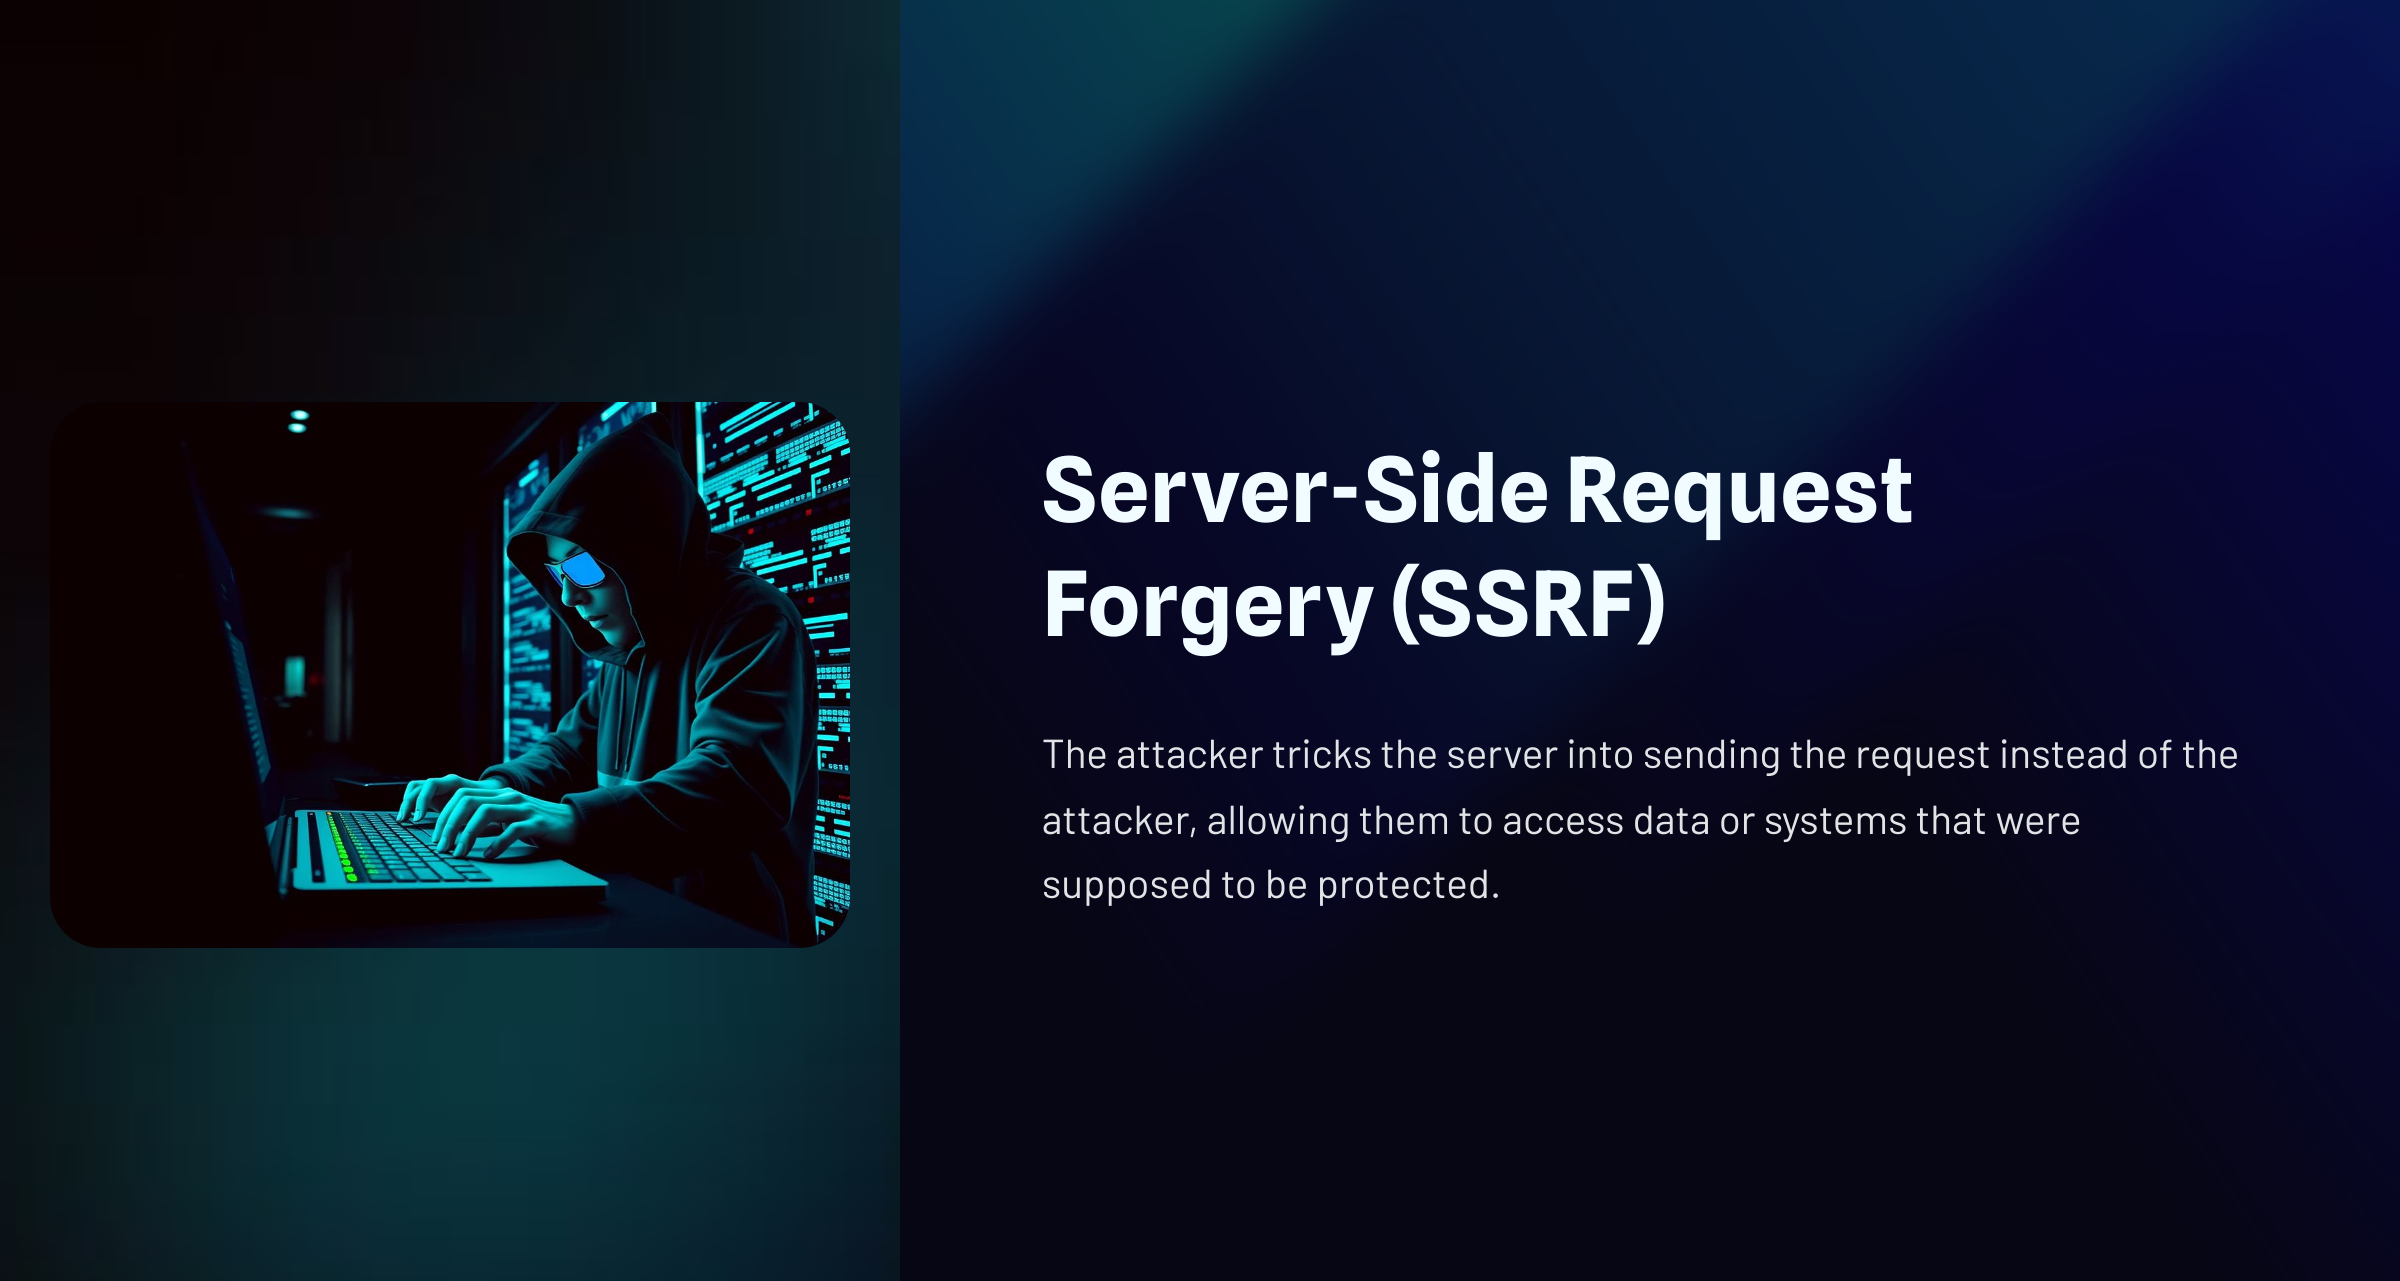 Server-Side Request
Forgery (SSRF)
The attacker tricks the server into sending the request instead of the
attacker, allowing them to access data or systems that were
supposed to be protected.